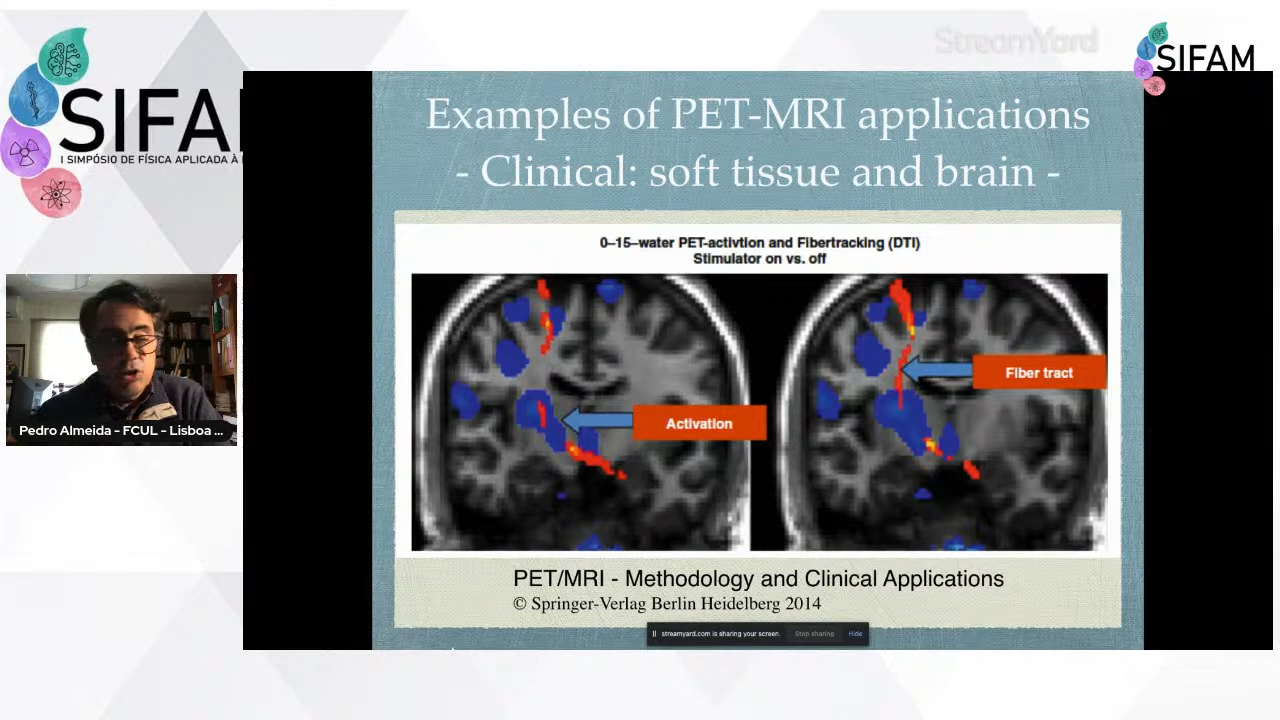 StreamYard
SIFAM
SIFA
I SIMPÓSIO DE FÍSICA APLICADA À
Examples of PET-MRI applications
- Clinical: soft tissue and brain -
0–15–water PET-activtion and Fibertracking (DTI)
Stimulator on vs. off
Fiber tract
Activation
Pedro Almeida - FCUL - Lisboa ...
PET/MRI - Methodology and Clinical Applications
© Springer-Verlag Berlin Heidelberg 2014
streamyard.com is sharing your screen. Stop sharing Hide